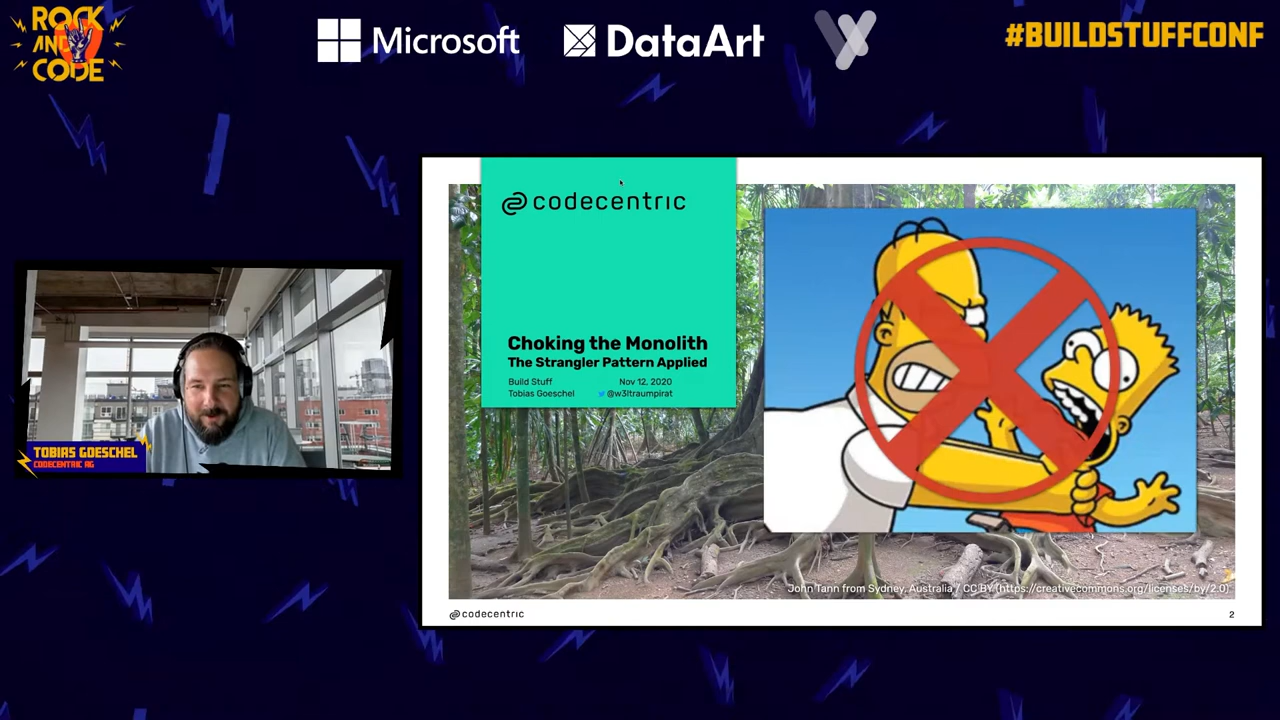 ROCK
AND
CODE
Microsoft
DataArt
#BUILDSTUFFCONF
codecentric
Choking the Monolith
The Strangler Pattern Applied
Build Stuff Nov 12, 2020
Tobias Goeschel @w3ltraumpirat
TOBIAS GOESCHEL
CODECENTRIC AG
John Tann from Sydney, Australia / CC BY (https://creativecommons.org/licenses/by/2.0)
codecentric
2